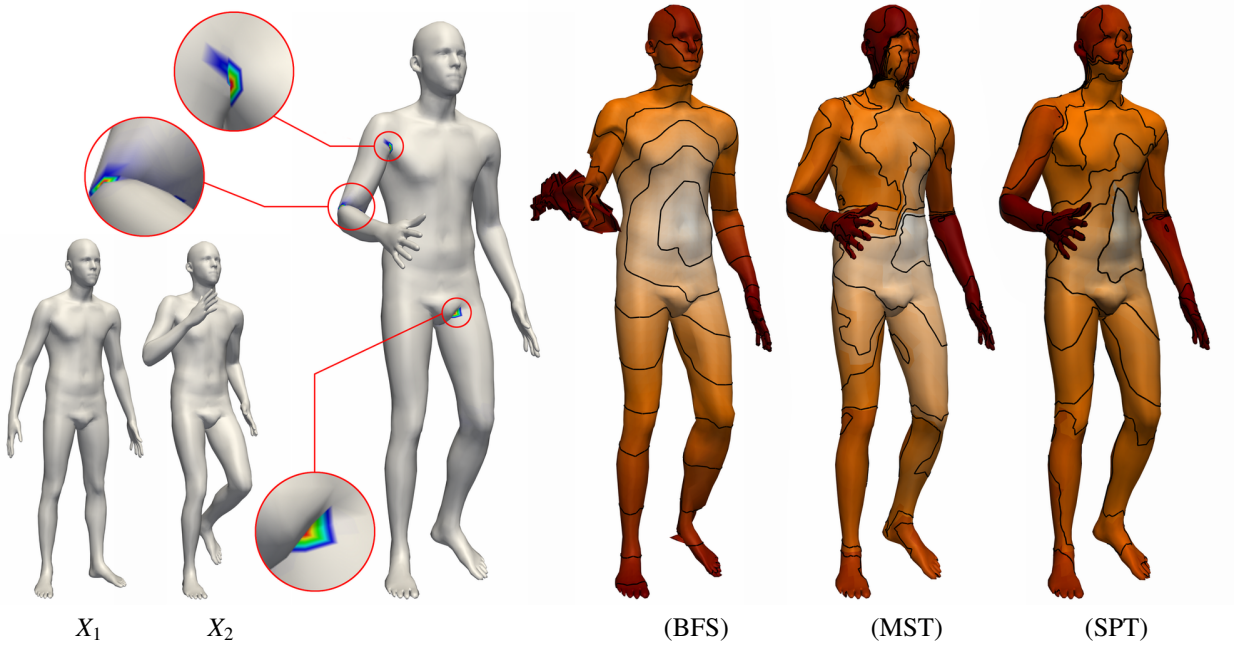 X₁ X₂ (BFS) (MST) (SPT)